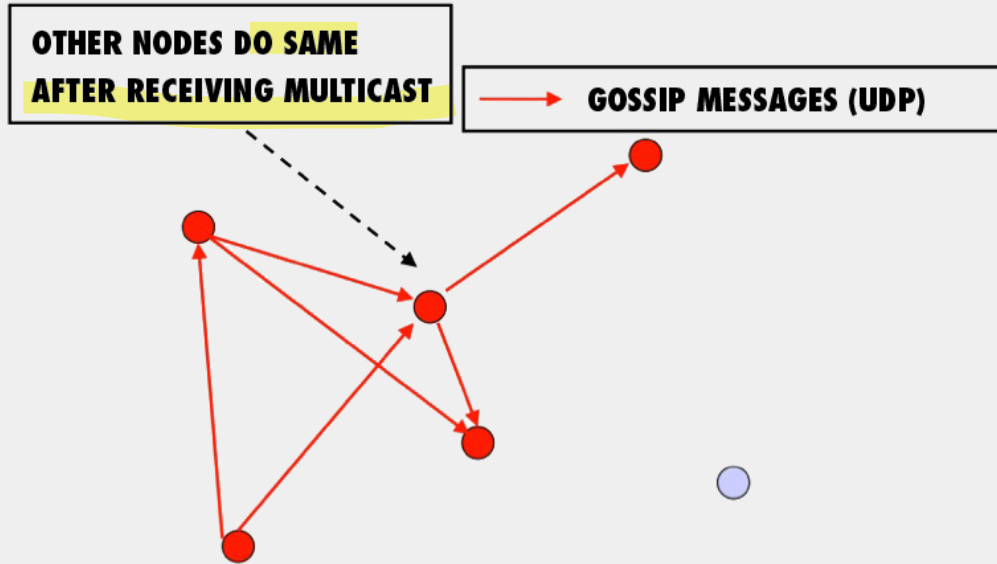 OTHER NODES DO SAME
AFTER RECEIVING MULTICAST
GOSSIP MESSAGES (UDP)